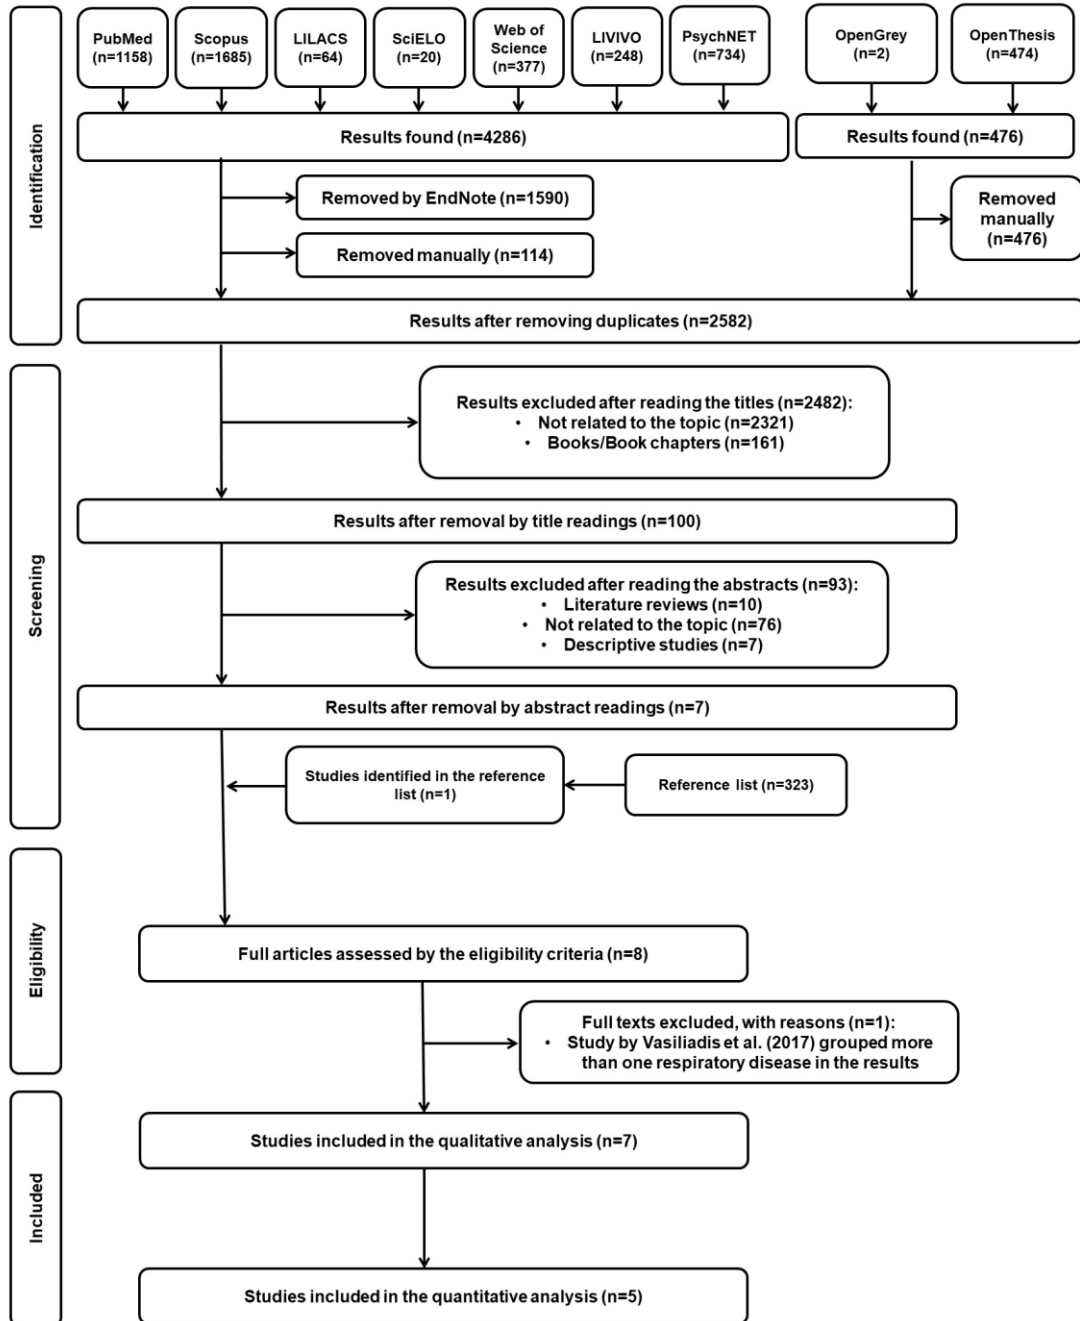 PubMed
(n=1158)
Scopus
(n=1685)
LILACS
(n=64)
SciELO
(n=20)
Web of
Science
(n=377)
LIVIVO
(n=248)
PsychNET
(n=734)
OpenGrey
(n=2)
OpenThesis
(n=474)
Identification
Results found (n=4286)
Results found (n=476)
Removed by EndNote (n=1590)
Removed manually (n=114)
Removed
manually
(n=476)
Results after removing duplicates (n=2582)
Screening
Results excluded after reading the titles (n=2482):
• Not related to the topic (n=2321)
• Books/Book chapters (n=161)
Results after removal by title readings (n=100)
Results excluded after reading the abstracts (n=93):
• Literature reviews (n=10)
• Not related to the topic (n=76)
• Descriptive studies (n=7)
Results after removal by abstract readings (n=7)
Studies identified in the reference
list (n=1)
Reference list (n=323)
Eligibility
Full articles assessed by the eligibility criteria (n=8)
Full texts excluded, with reasons (n=1):
• Study by Vasiliadis et al. (2017) grouped more
than one respiratory disease in the results
Included
Studies included in the qualitative analysis (n=7)
Studies included in the quantitative analysis (n=5)